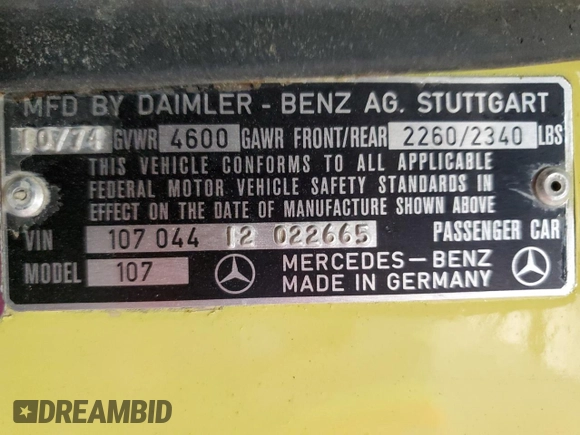 MFD BY DAIMLER - BENZ AG. STUTTGART
10/74 GVWR 4600 GAWR FRONT/REAR 2260/2340 LBS
THIS VEHICLE CONFORMS TO ALL APPLICABLE
FEDERAL MOTOR VEHICLE SAFETY STANDARDS IN
EFFECT ON THE DATE OF MANUFACTURE SHOWN ABOVE
VIN 107 044 12 022665 PASSENGER CAR
MODEL 107 MERCEDES-BENZ
MADE IN GERMANY
DREAMBID